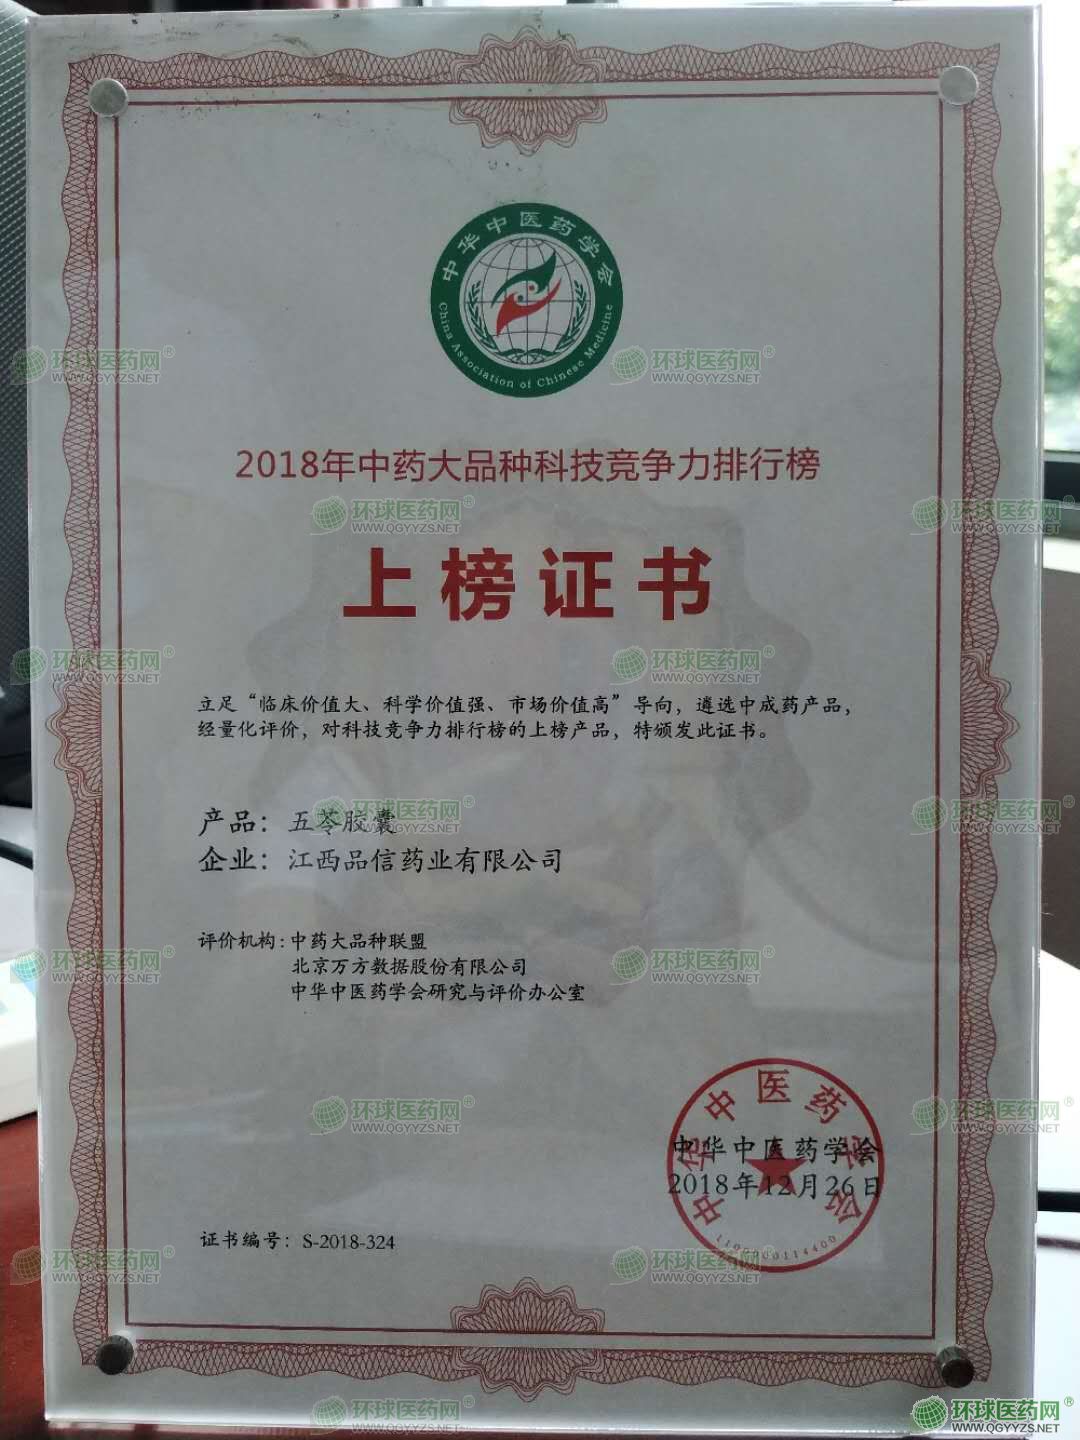 中华中医药学会
China Association of Chinese Medicine
2018年中药大品种科技竞争力排行榜
上榜证书
立足“临床价值大、科学价值强、市场价值高”导向，遴选中成药产品，
经量化评价，对科技竞争力排行榜的上榜产品，特颁发此证书。
产品：五苓胶囊
企业：江西品信药业有限公司
评价机构：中药大品种联盟
北京万方数据股份有限公司
中华中医药学会研究与评价办公室
中华中医药学会
中华中医药学会
2018年12月26日
证书编号：S-2018-324
环球医药网®
WWW.QGYYZS.NET